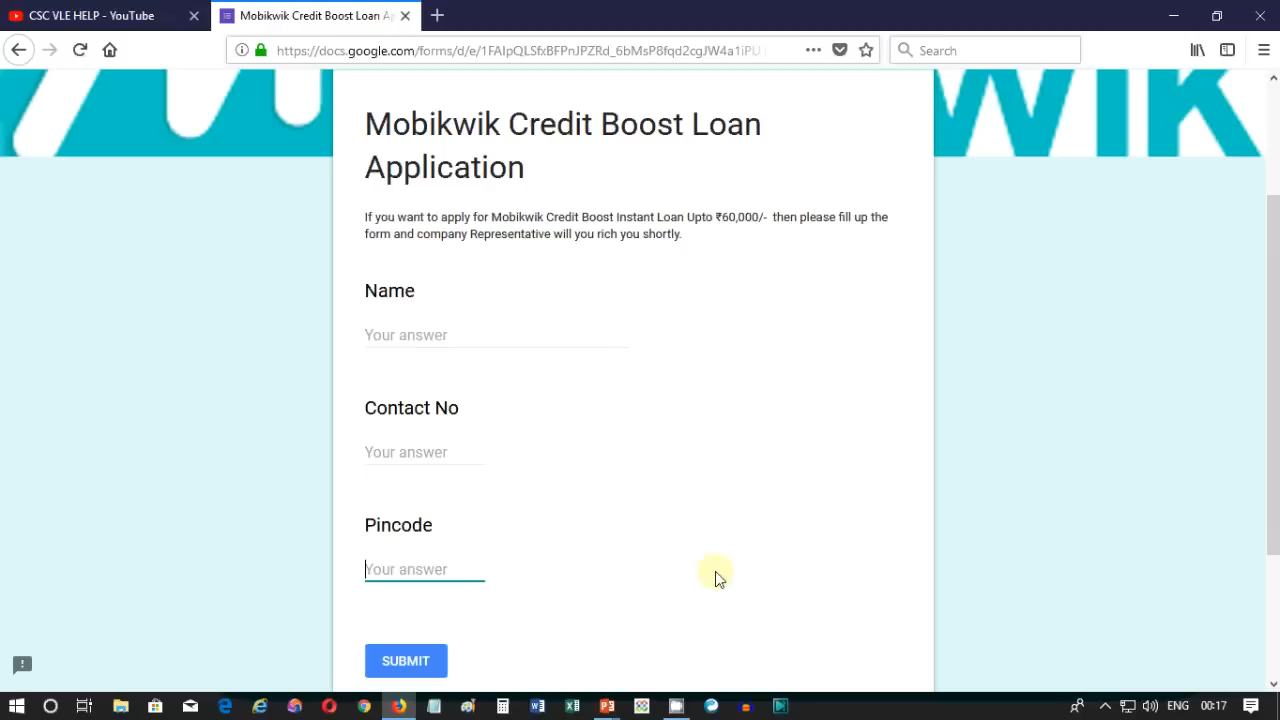 CSC VLE HELP - YouTube
Mobikwik Credit Boost Loan Ap
https://docs.google.com/forms/d/e/1FAIpQLSfxBFPnJPZRd_6bMsP8fqd2cgJW4a1iPU
Search
WIK
Mobikwik Credit Boost Loan
Application
If you want to apply for Mobikwik Credit Boost Instant Loan Upto ₹60,000/-  then please fill up the
form and company Representative will you rich you shortly.
Name
Your answer
Contact No
Your answer
Pincode
Your answer
SUBMIT
ENG
00:17